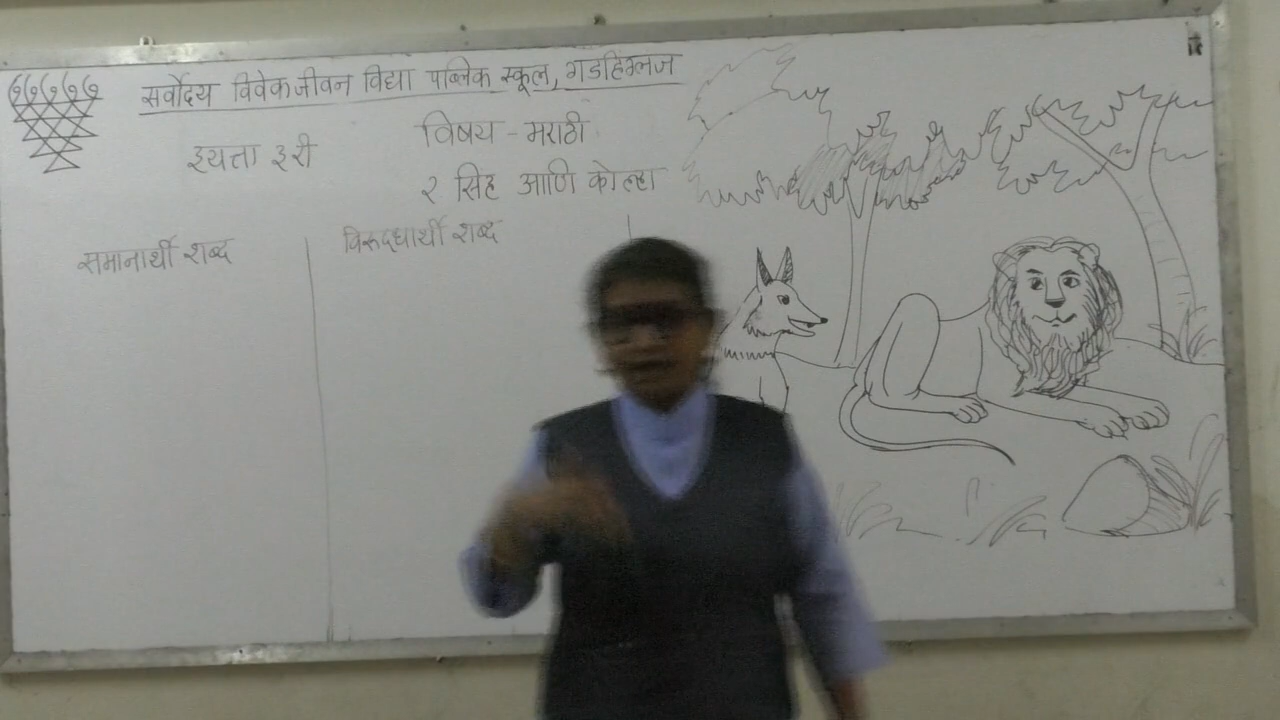 सर्वोदय विवेकजीवन विद्या पब्लिक स्कूल, गडहिंग्लज
इयत्ता ३री
विषय - मराठी
२ सिंह आणि कोल्हा
समानार्थी शब्द
विरूद्धार्थी शब्द